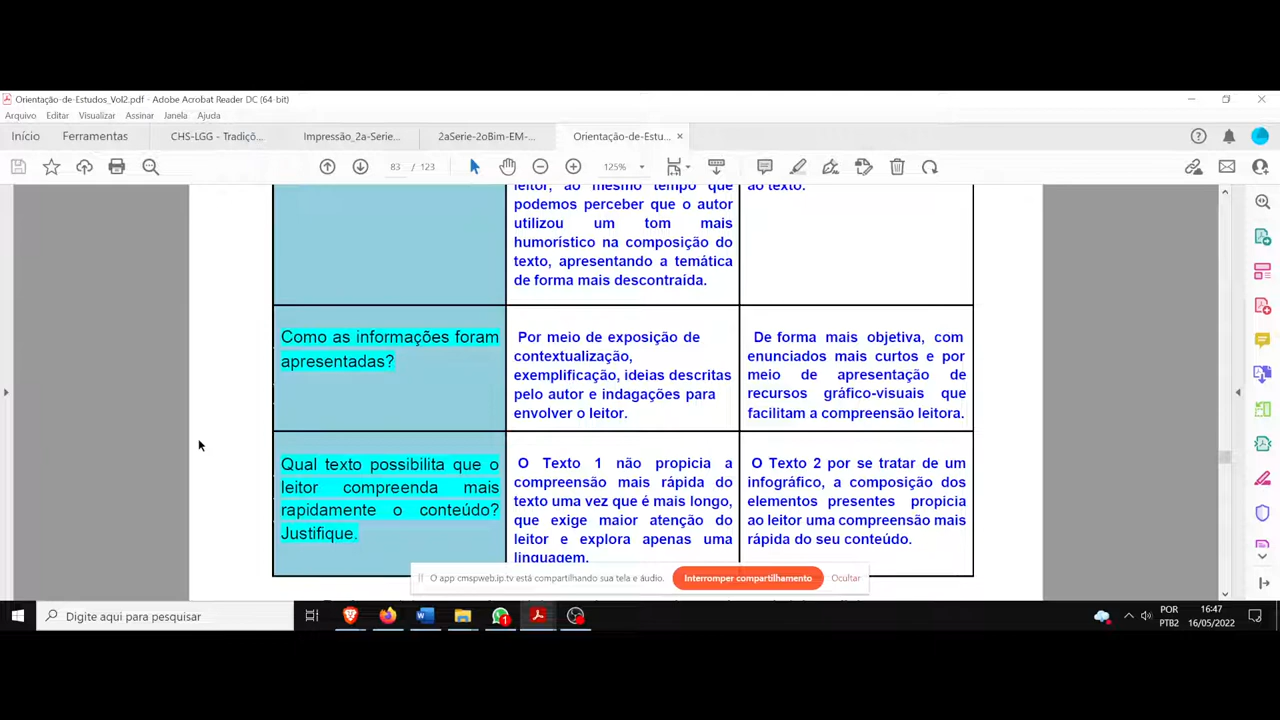 Orientação-de-Estudos_Vol2.pdf - Adobe Acrobat Reader DC (64-bit)
Arquivo Editar Visualizar Assinar Janela Ajuda
Início Ferramentas CHS-LGG - Tradiçõ... Impressão_2a-Serie... 2aSerie-2oBim-EM-... Orientação-de-Estu... ×
83 / 123 125%
leitor, ao mesmo tempo que
podemos perceber que o autor
utilizou um tom mais
humorístico na composição do
texto, apresentando a temática
de forma mais descontraída.
ao texto.
Como as informações foram
apresentadas?
Por meio de exposição de
contextualização,
exemplificação, ideias descritas
pelo autor e indagações para
envolver o leitor.
De forma mais objetiva, com
enunciados mais curtos e por
meio de apresentação de
recursos gráfico-visuais que
facilitam a compreensão leitora.
Qual texto possibilita que o
leitor compreenda mais
rapidamente o conteúdo?
Justifique.
O Texto 1 não propicia a
compreensão mais rápida do
texto uma vez que é mais longo,
que exige maior atenção do
leitor e explora apenas uma
linguagem.
O Texto 2 por se tratar de um
infográfico, a composição dos
elementos presentes propicia
ao leitor uma compreensão mais
rápida do seu conteúdo.
O app cmspweb.ip.tv está compartilhando sua tela e áudio. Interromper compartilhamento Ocultar
Digite aqui para pesquisar
1
POR
PTB2
16:47
16/05/2022